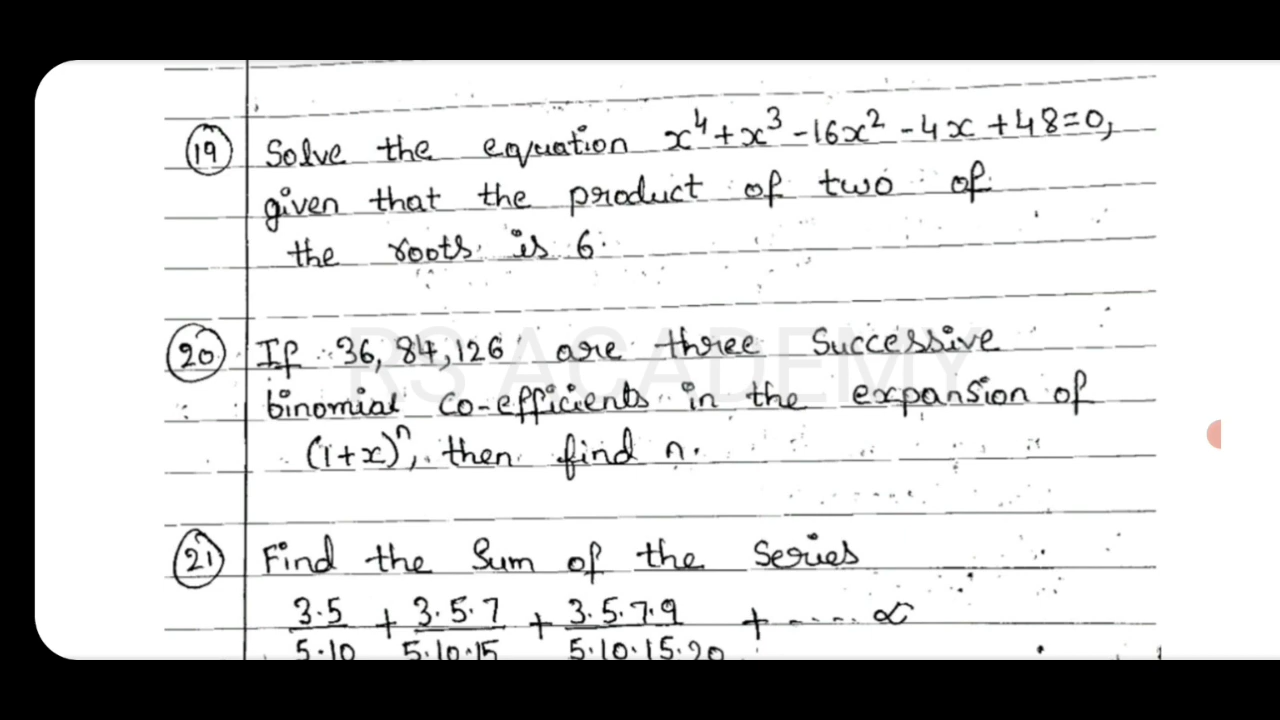 19 Solve the equation x⁴+x³-16x²-4x+48=0,
given that the product of two of
the roots is 6.
RS ACADEMY
20 If 36, 84, 126 are three Successive
binomial co-efficients in the expansion of
(1+x)ⁿ, then find n.
21 Find the Sum of the Series
3.5/5.10 + 3.5.7/5.10.15 + 3.5.7.9/5.10.15.20 + ..... ∝